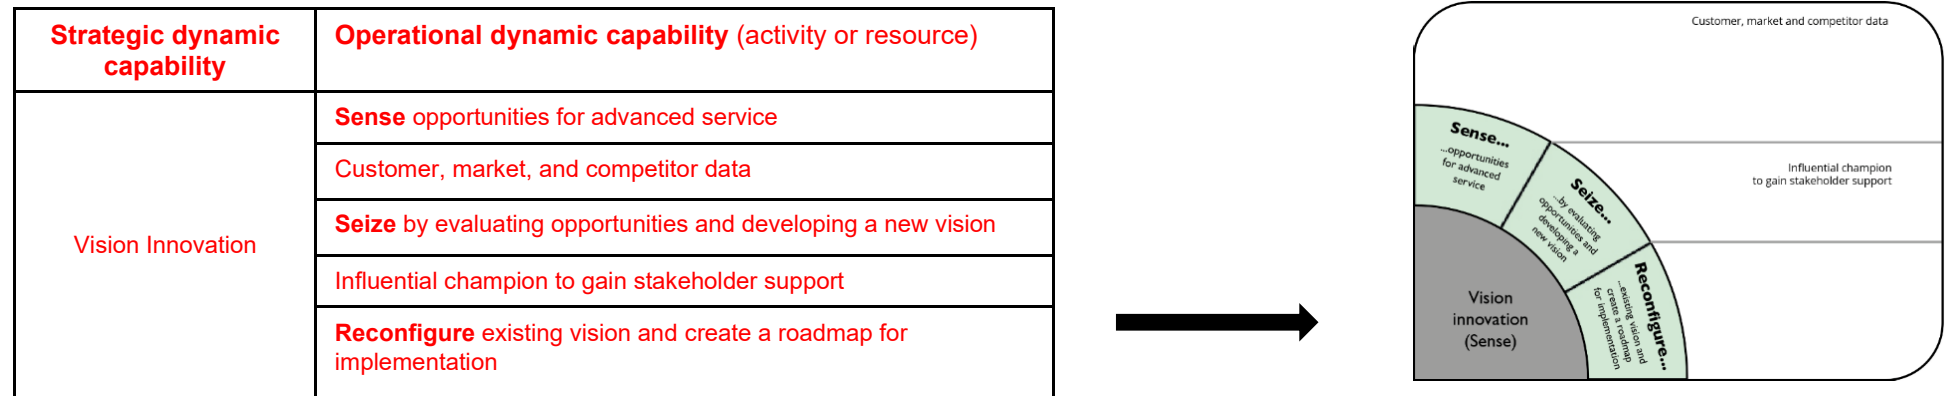 Strategic dynamic
capability
Operational dynamic capability (activity or resource)
Vision Innovation
Sense opportunities for advanced service
Customer, market, and competitor data
Seize by evaluating opportunities and developing a new vision
Influential champion to gain stakeholder support
Reconfigure existing vision and create a roadmap for
implementation
Customer, market and competitor data
Sense...
...opportunities
for advanced
service
Influential champion
to gain stakeholder support
Seize...
...by evaluating
opportunities and
developing a
new vision
Reconfigure...
...existing vision and
create a roadmap
for implementation
Vision
innovation
(Sense)